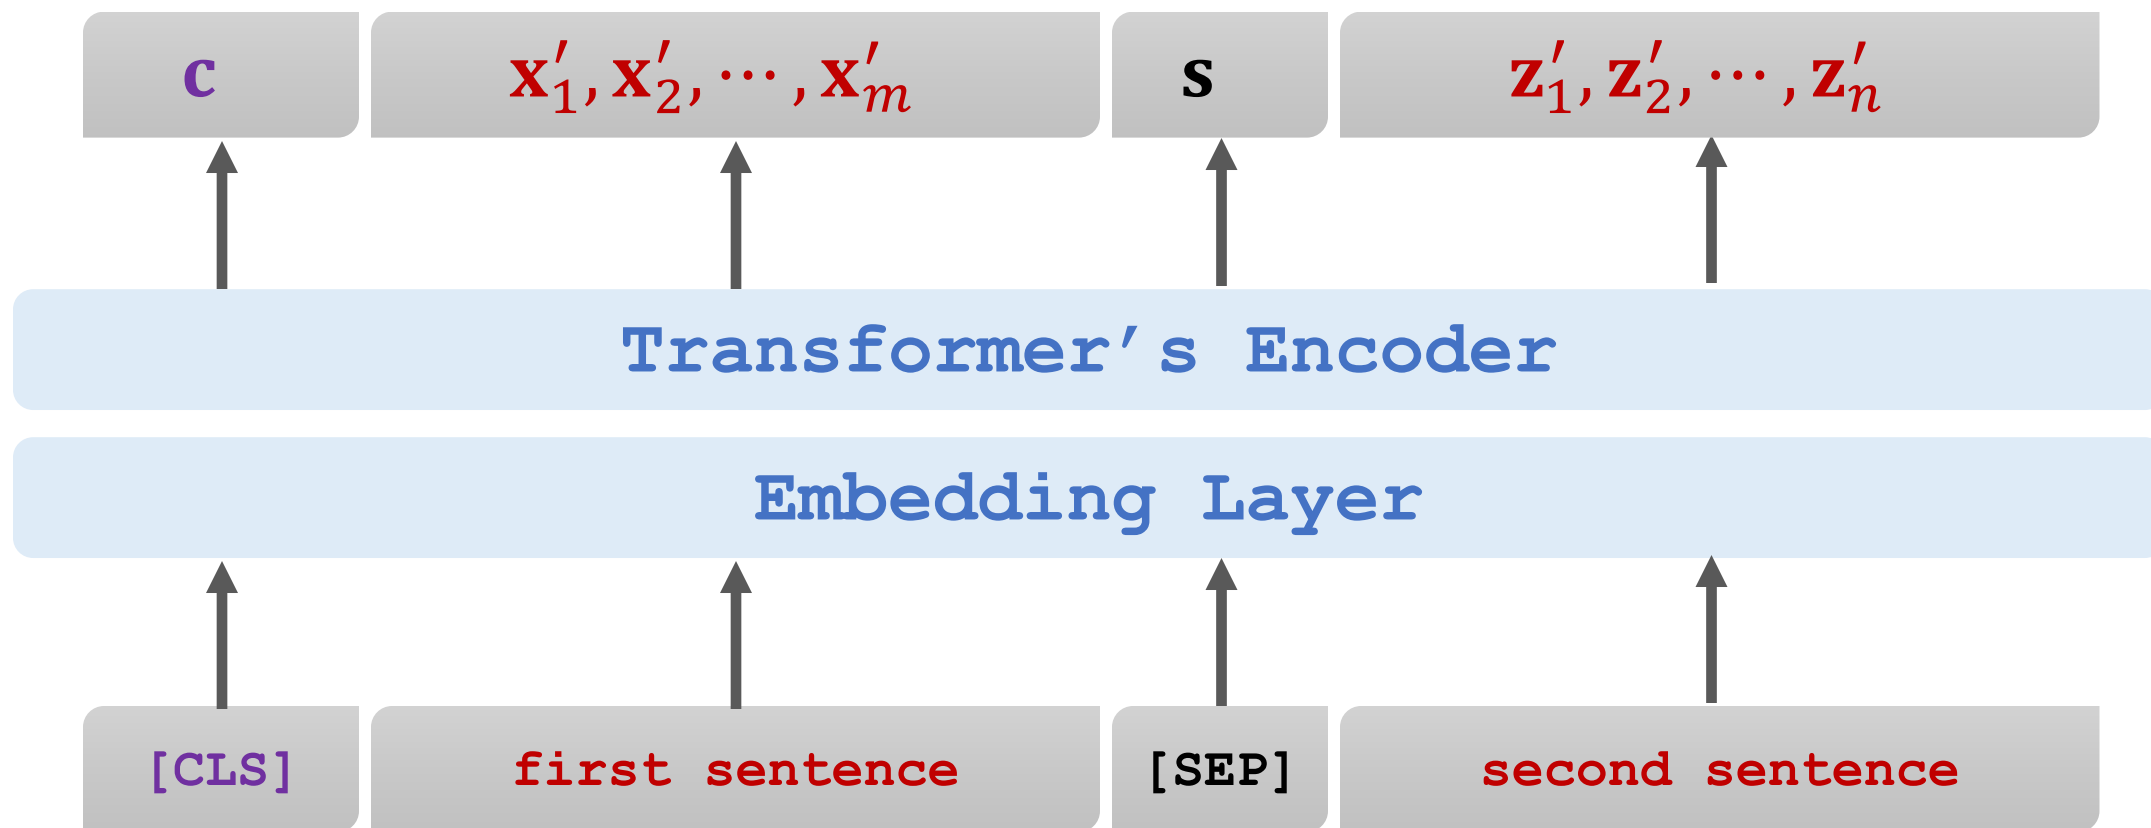 c x′₁, x′₂, ⋯, x′ₘ s z′₁, z′₂, ⋯, z′ₙ
Transformer’s Encoder
Embedding Layer
[CLS] first sentence [SEP] second sentence